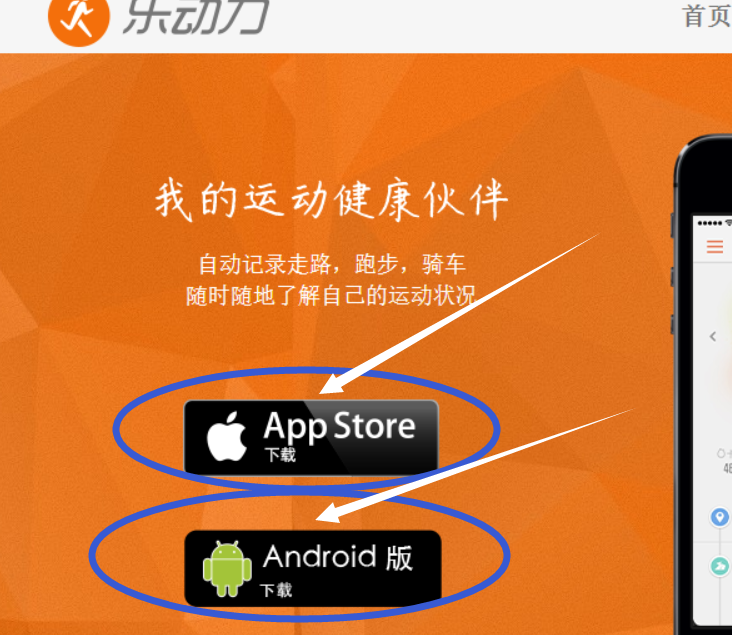 乐动力
首页
我的运动健康伙伴
自动记录走路，跑步，骑车
随时随地了解自己的运动状况
App Store
下载
Android 版
下载